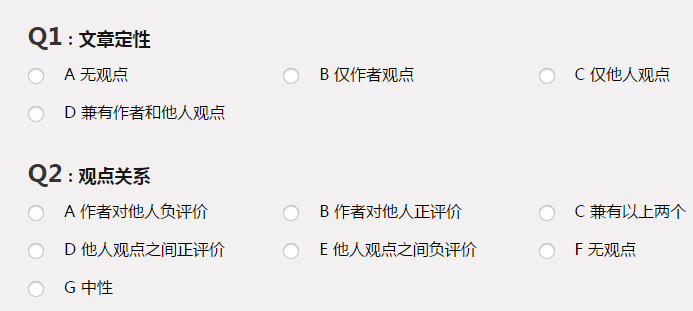 Q1 : 文章定性
A 无观点 B 仅作者观点 C 仅他人观点
D 兼有作者和他人观点
Q2 : 观点关系
A 作者对他人负评价 B 作者对他人正评价 C 兼有以上两个
D 他人观点之间正评价 E 他人观点之间负评价 F 无观点
G 中性